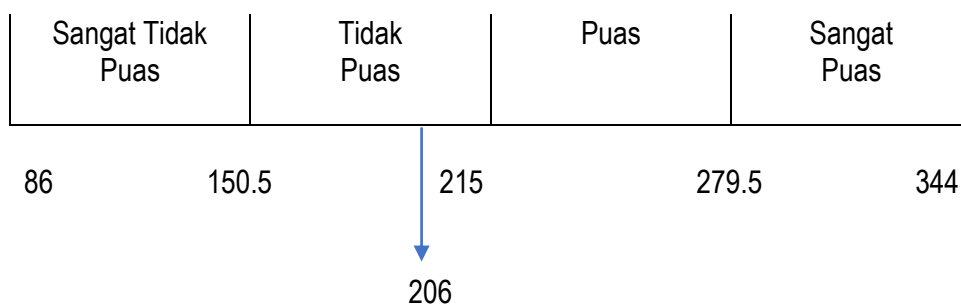 Sangat Tidak Puas
Tidak Puas
Puas
Sangat Puas
86 150.5 215 279.5 344
206